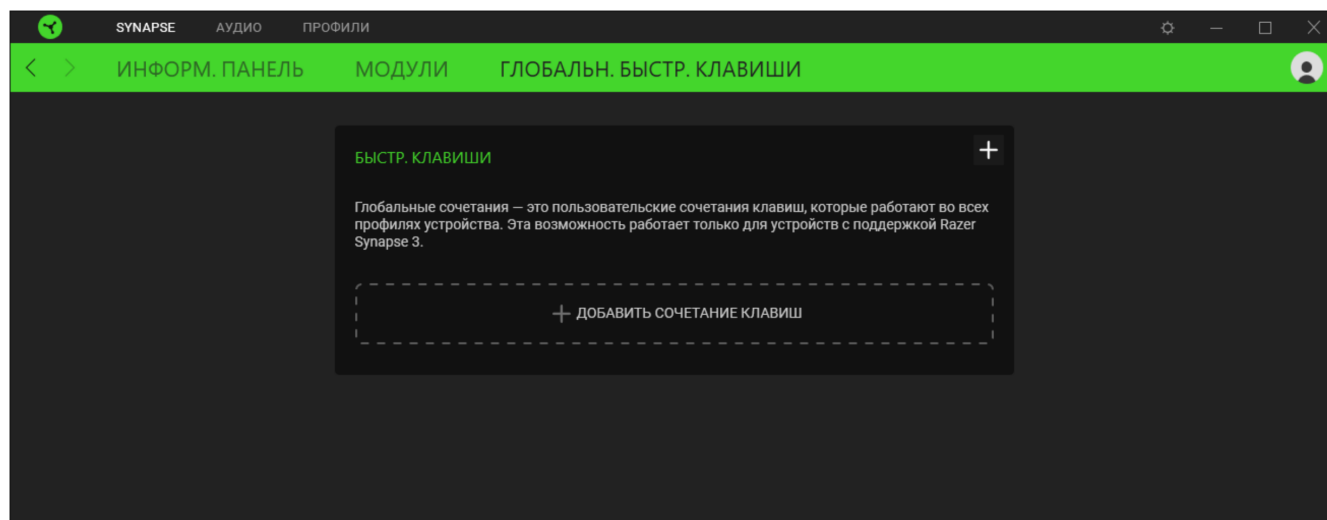 SYNAPSE АУДИО ПРОФИЛИ
ИНФОРМ. ПАНЕЛЬ МОДУЛИ ГЛОБАЛЬН. БЫСТР. КЛАВИШИ
БЫСТР. КЛАВИШИ
Глобальные сочетания — это пользовательские сочетания клавиш, которые работают во всех
профилях устройства. Эта возможность работает только для устройств с поддержкой Razer
Synapse 3.
ДОБАВИТЬ СОЧЕТАНИЕ КЛАВИШ